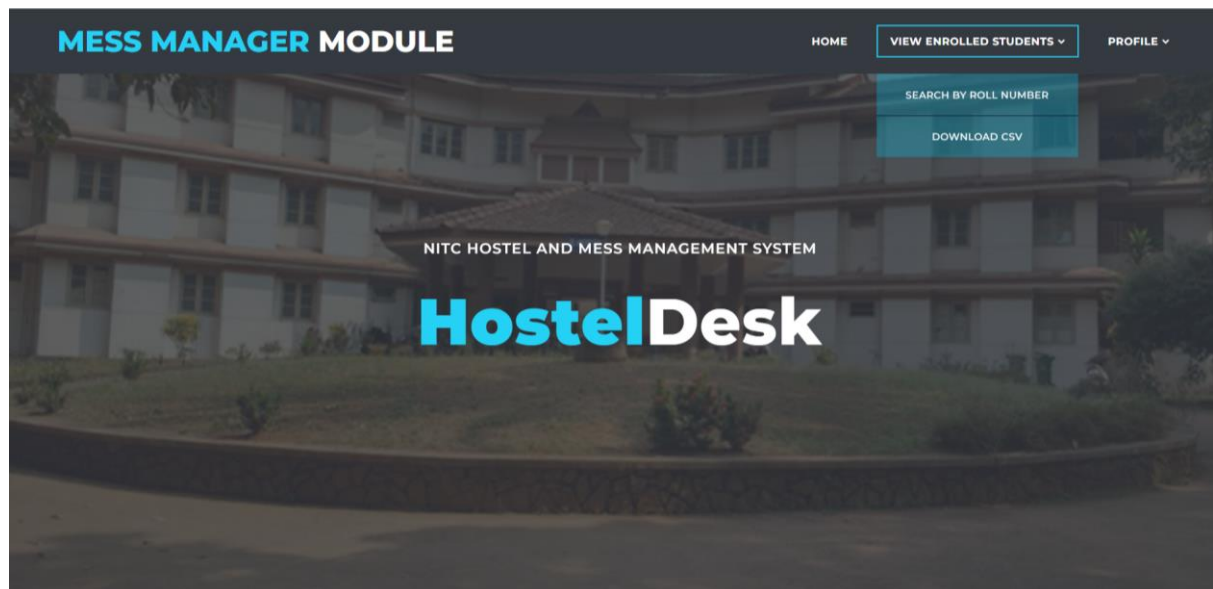 MESS MANAGER MODULE
HOME
VIEW ENROLLED STUDENTS
PROFILE
SEARCH BY ROLL NUMBER
DOWNLOAD CSV
NITC HOSTEL AND MESS MANAGEMENT SYSTEM
HostelDesk